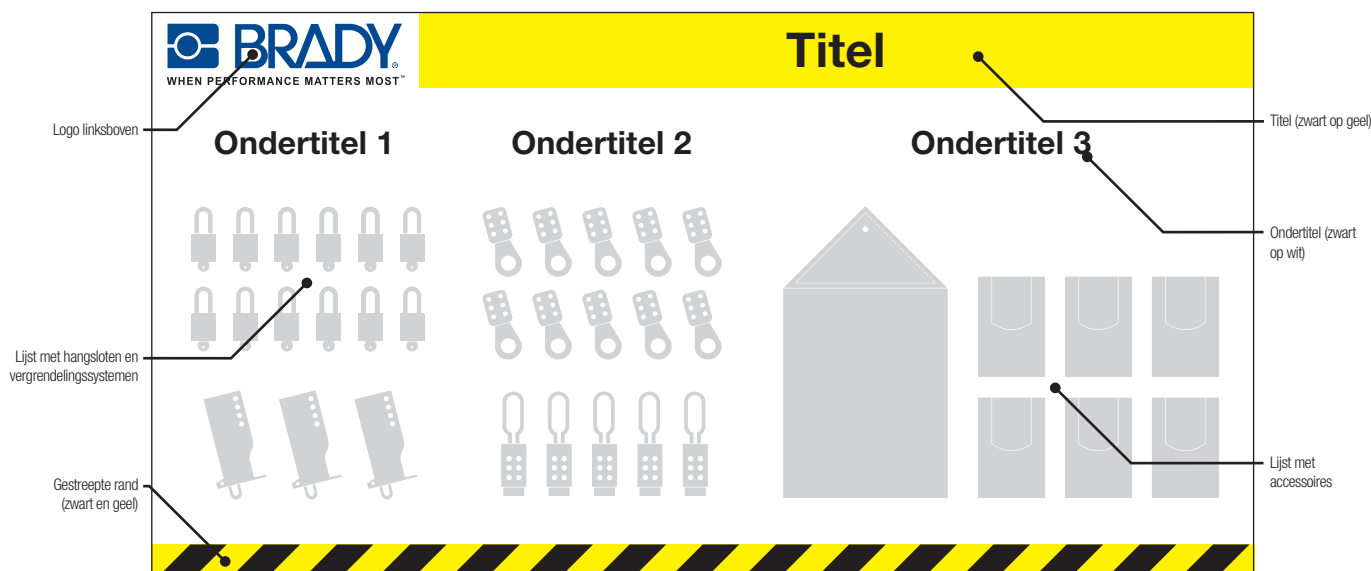 BRADY
WHEN PERFORMANCE MATTERS MOST™
Titel
Logo linksboven
Titel (zwart op geel)
Ondertitel 1
Ondertitel 2
Ondertitel 3
Ondertitel (zwart
op wit)
Lijst met hangsloten en
vergrendelingssystemen
Lijst met
accessoires
Gestreepte rand
(zwart en geel)